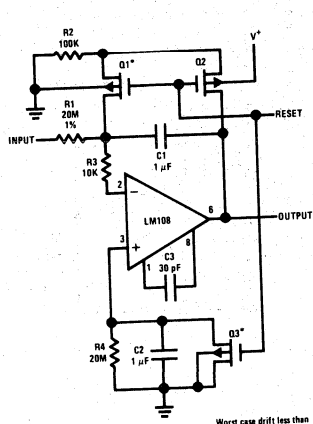 R2
100K
Q1*
Q2
V+
RESET
R1
20M
1%
INPUT
C1
1 μF
R3
10K
2
−
6
LM108
OUTPUT
3
+
8
C3
1
30 pF
R4
20M
C2
1 μF
Q3*
Worst case drift less than